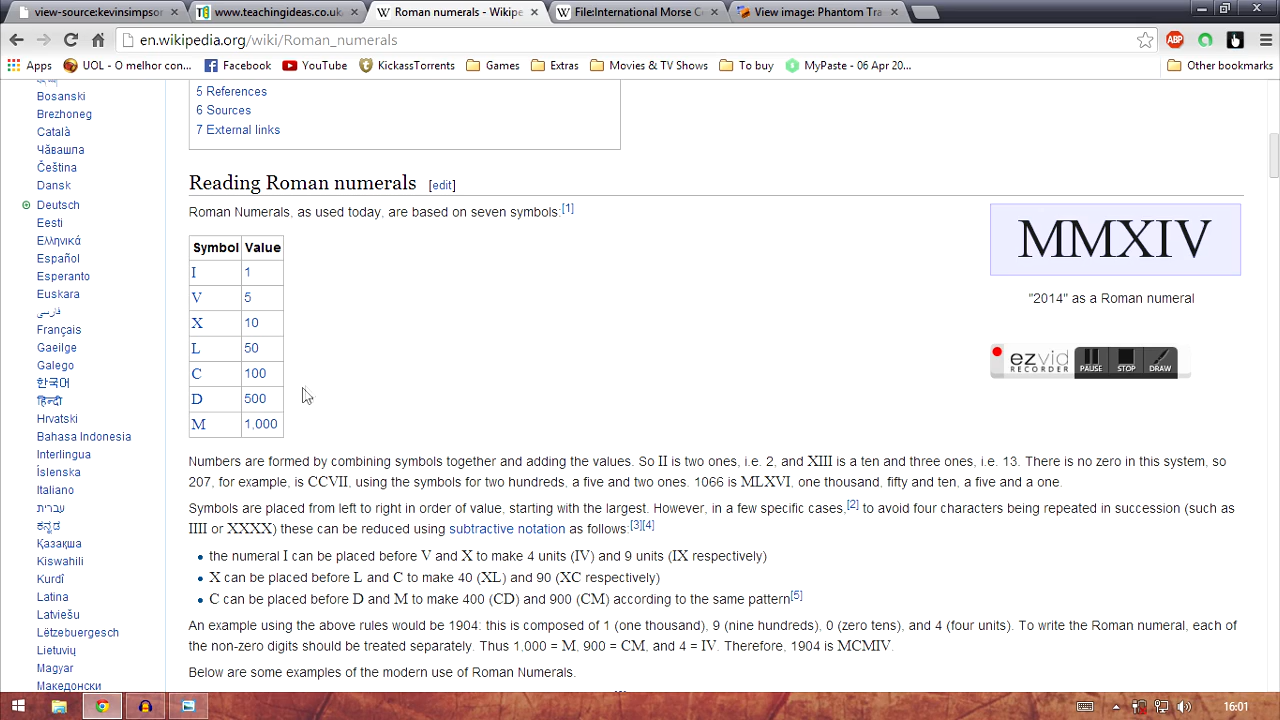 view-source:kevinsimpso
www.teachingideas.co.uk
Roman numerals - Wikipe
File:International Morse C
View image: Phantom Tra
en.wikipedia.org/wiki/Roman_numerals
ABP
Apps
UOL - O melhor con...
Facebook
YouTube
KickassTorrents
Games
Extras
Movies & TV Shows
To buy
MyPaste - 06 Apr 20...
Other bookmarks
Bosanski
Brezhoneg
Català
Чӑвашла
Čeština
Dansk
Deutsch
Eesti
Ελληνικά
Español
Esperanto
Euskara
فارسی
Français
Gaeilge
Galego
한국어
हिन्दी
Hrvatski
Bahasa Indonesia
Interlingua
Íslenska
Italiano
עברית
ಕನ್ನಡ
Қазақша
Kiswahili
Kurdî
Latina
Latviešu
Lëtzebuergesch
Lietuvių
Magyar
Македонски
5 References
6 Sources
7 External links
Reading Roman numerals [edit]
Roman Numerals, as used today, are based on seven symbols:[1]
Symbol Value
I 1
V 5
X 10
L 50
C 100
D 500
M 1,000
MMXIV
"2014" as a Roman numeral
ezvid
RECORDER
PAUSE STOP DRAW
Numbers are formed by combining symbols together and adding the values. So II is two ones, i.e. 2, and XIII is a ten and three ones, i.e. 13. There is no zero in this system, so
207, for example, is CCVII, using the symbols for two hundreds, a five and two ones. 1066 is MLXVI, one thousand, fifty and ten, a five and a one.
Symbols are placed from left to right in order of value, starting with the largest. However, in a few specific cases,[2] to avoid four characters being repeated in succession (such as
IIII or XXXX) these can be reduced using subtractive notation as follows:[3][4]
• the numeral I can be placed before V and X to make 4 units (IV) and 9 units (IX respectively)
• X can be placed before L and C to make 40 (XL) and 90 (XC respectively)
• C can be placed before D and M to make 400 (CD) and 900 (CM) according to the same pattern[5]
An example using the above rules would be 1904: this is composed of 1 (one thousand), 9 (nine hundreds), 0 (zero tens), and 4 (four units). To write the Roman numeral, each of
the non-zero digits should be treated separately. Thus 1,000 = M, 900 = CM, and 4 = IV. Therefore, 1904 is MCMIV.
Below are some examples of the modern use of Roman Numerals.
16:01